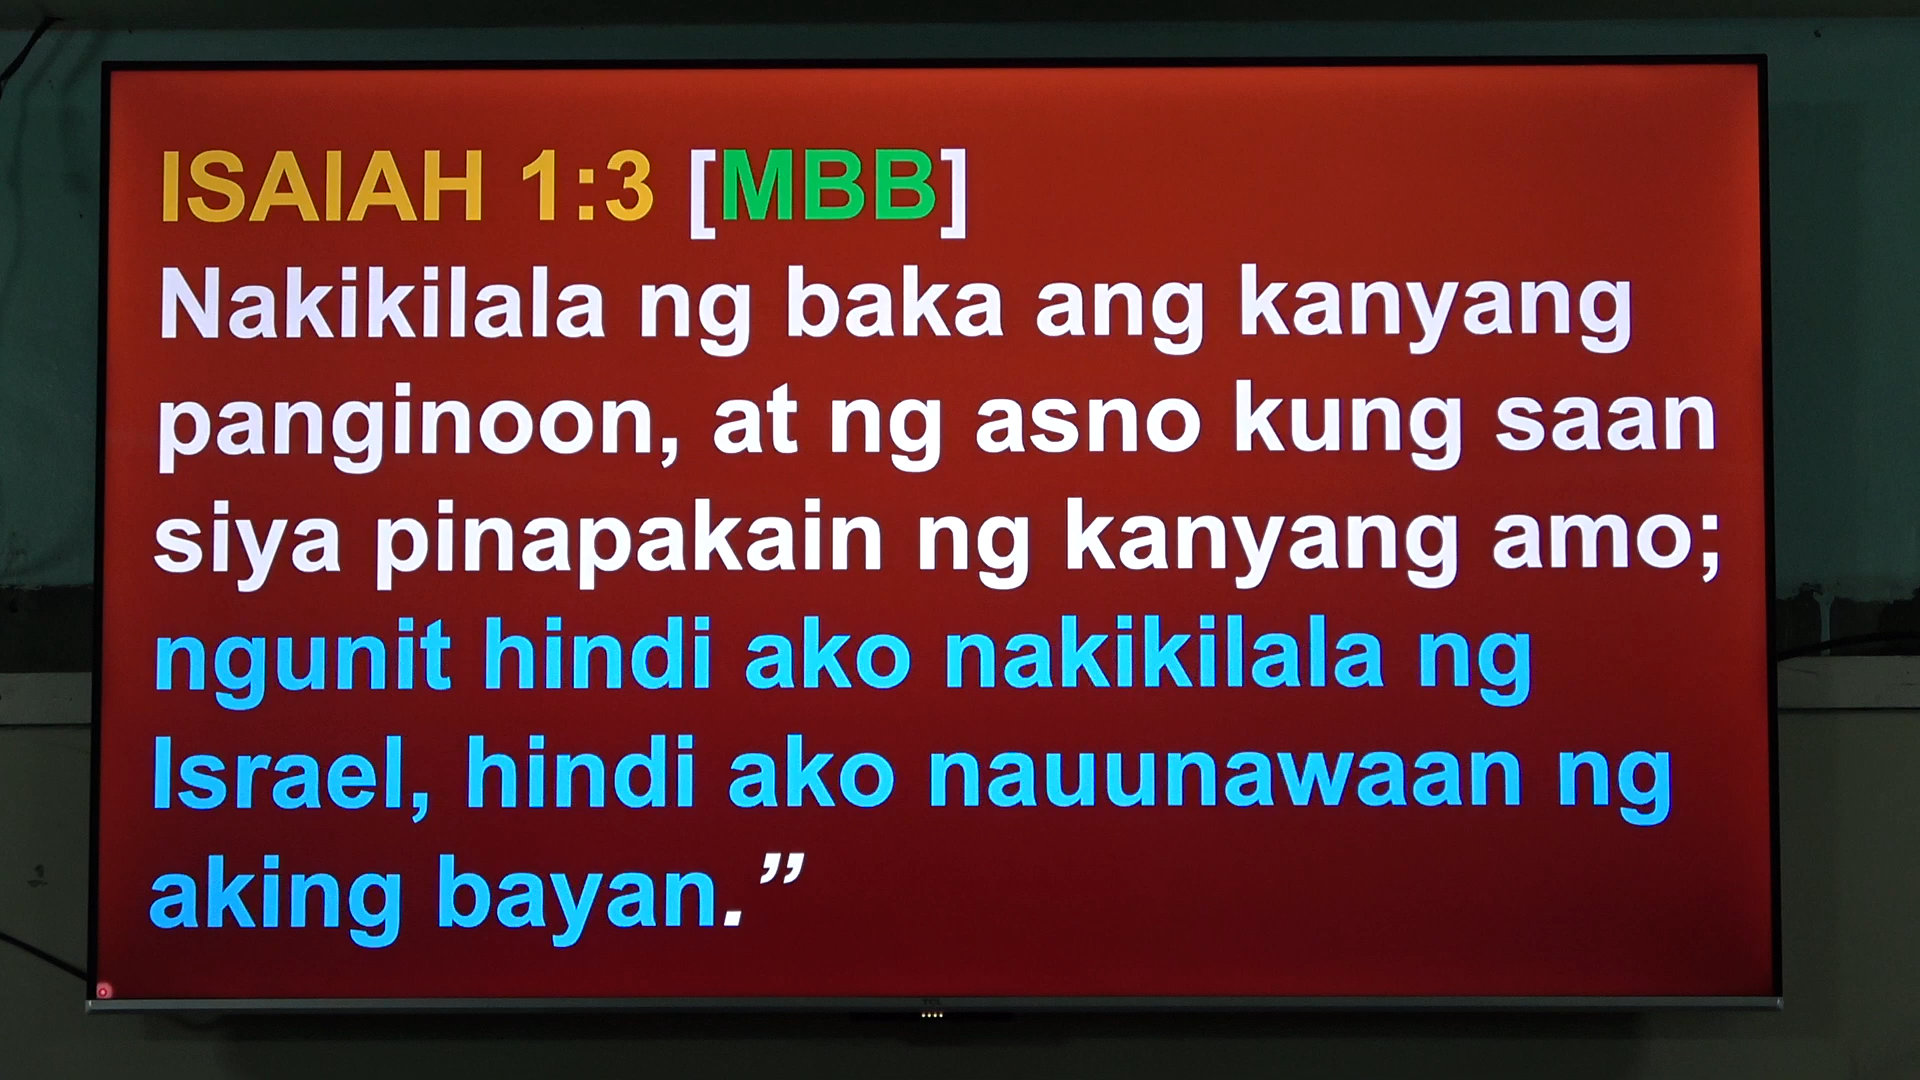 ISAIAH 1:3 [MBB]
Nakikilala ng baka ang kanyang
panginoon, at ng asno kung saan
siya pinapakain ng kanyang amo;
ngunit hindi ako nakikilala ng
Israel, hindi ako nauunawaan ng
aking bayan.”
TCL